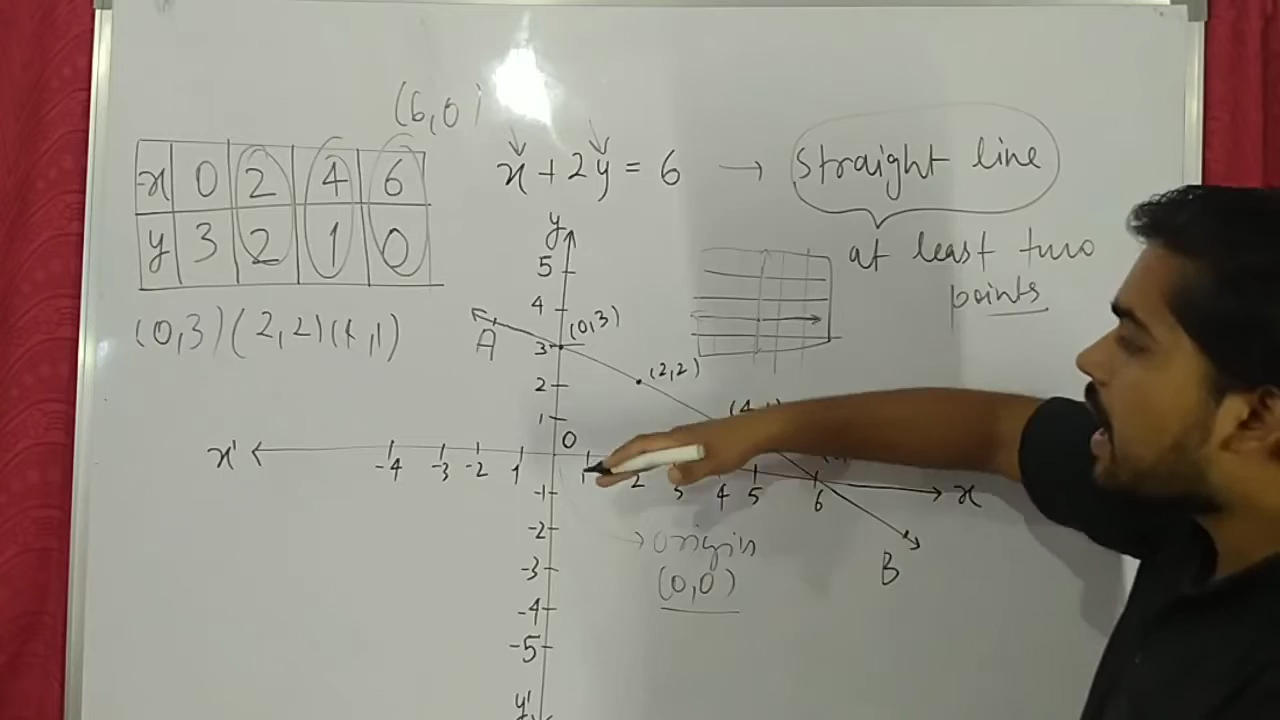 (6,0)
x + 2y = 6 → straight line
at least two
points
x 0 2 4 6
y 3 2 1 0
(0,3) (2,2) (4,1)
y
5
4
3
2
1
0
A
(0,3)
(2,2)
x'
-4 -3 -2 1
1 2 3 4 5 6
x
B
-1
-2
-3
-4
-5
y'
→ origin
(0,0)